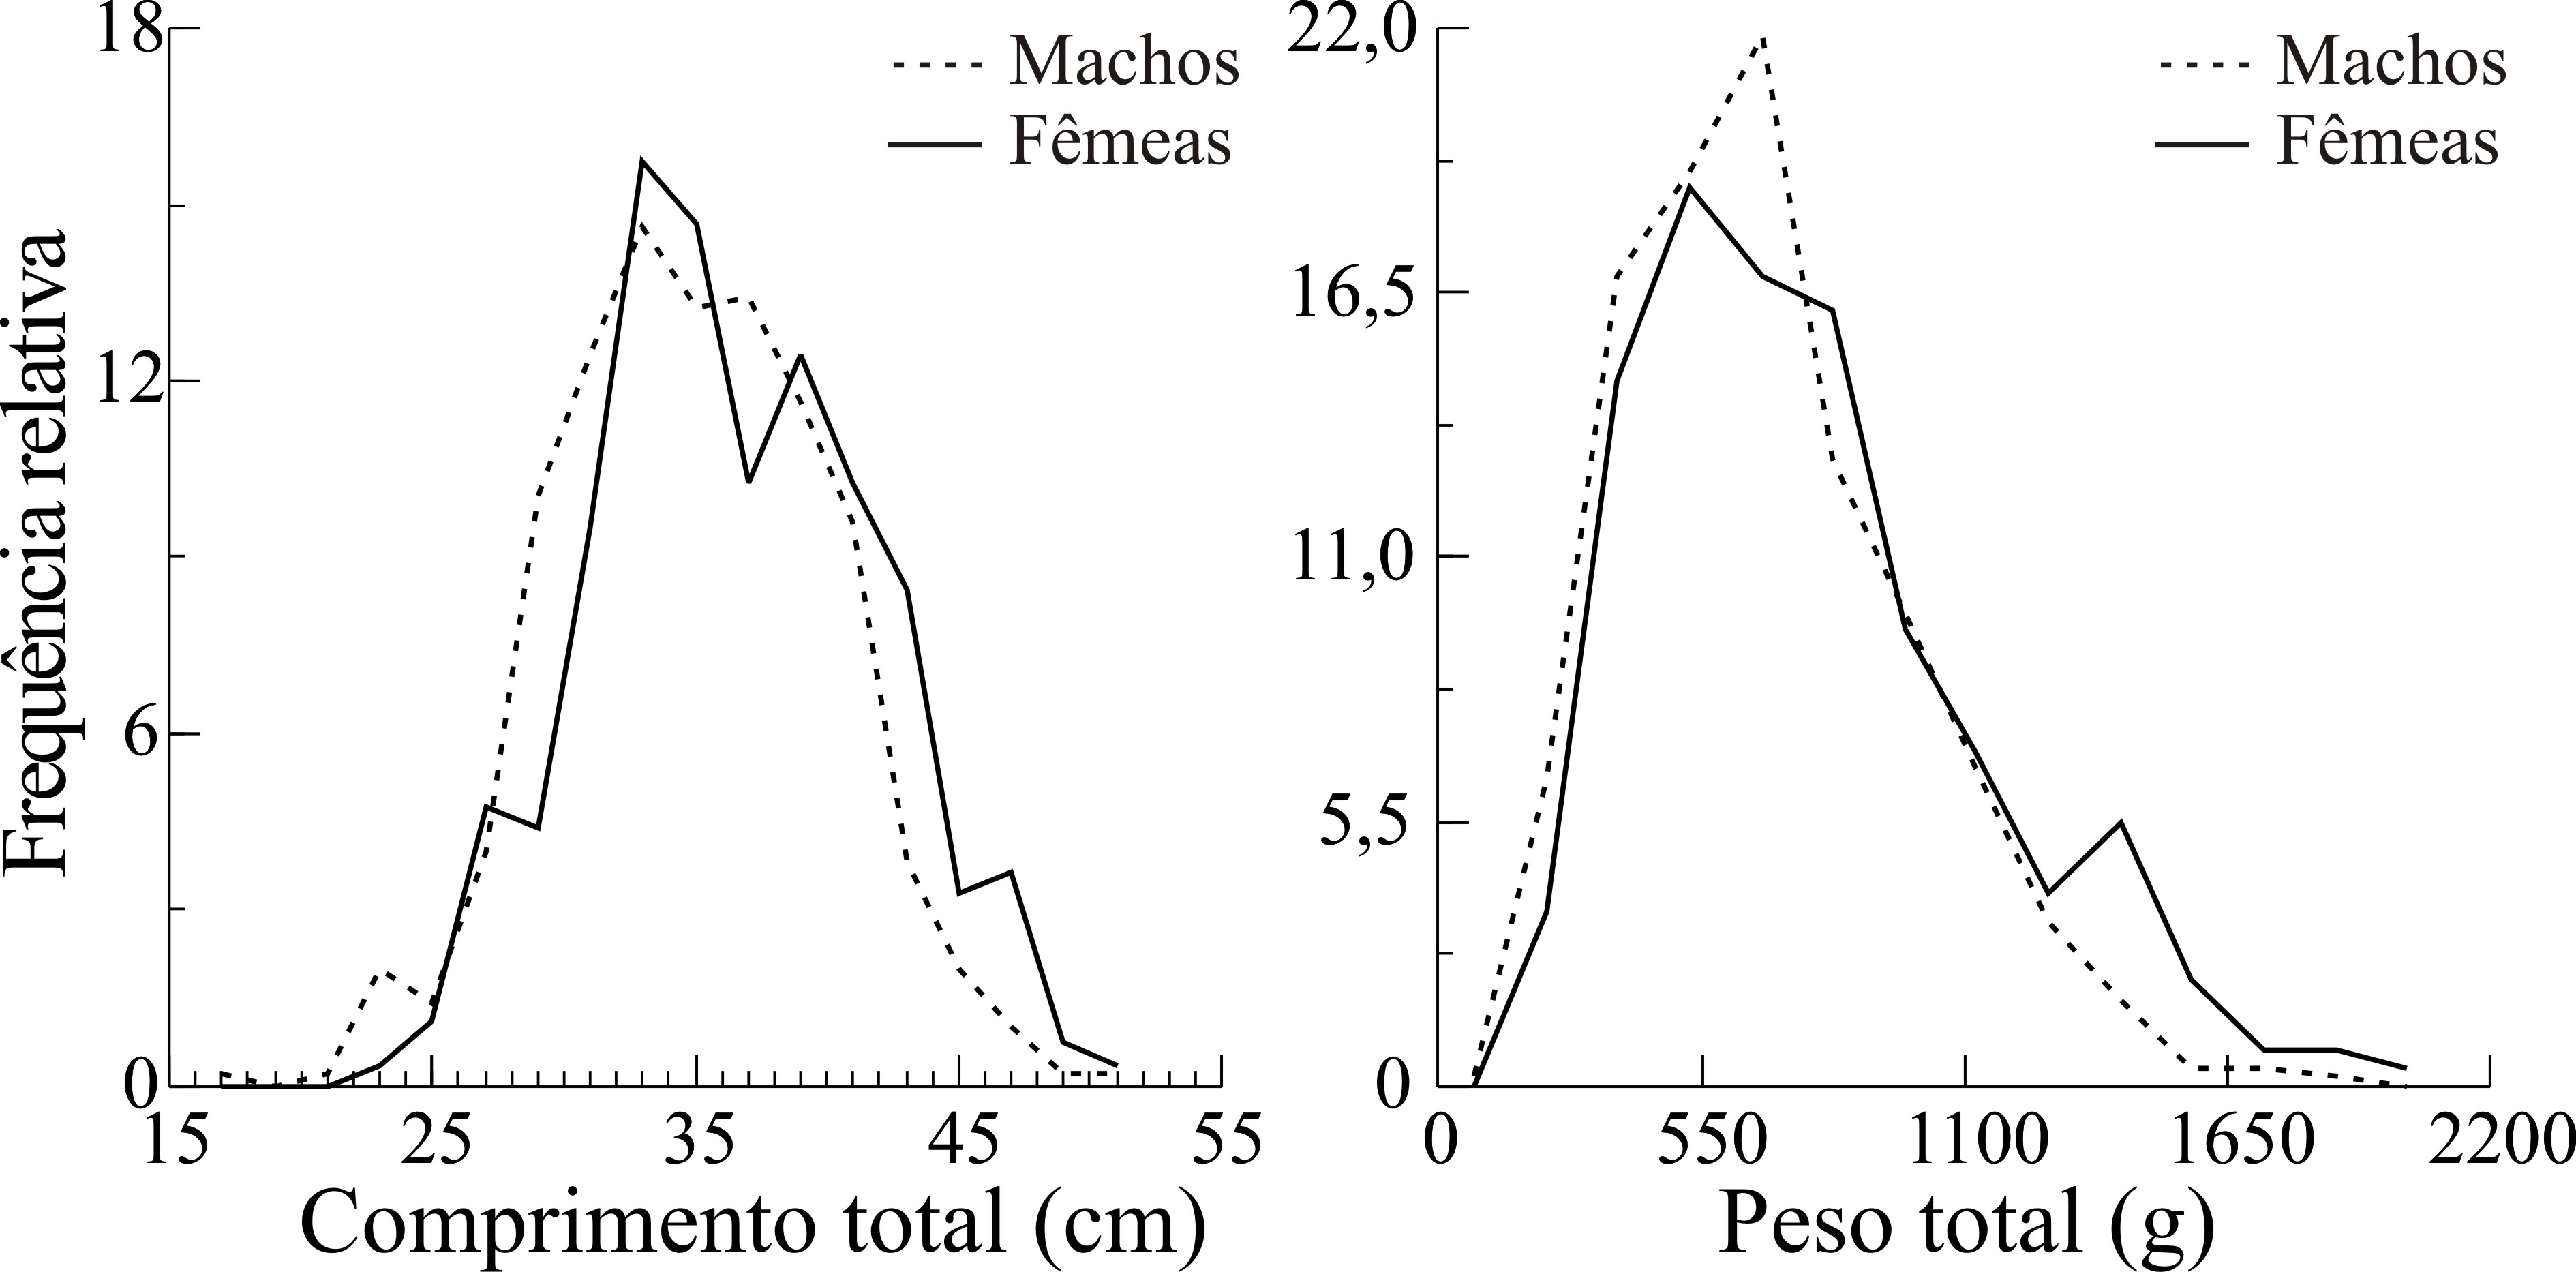 Frequência relativa
18
12
6
0
15 25 35 45 55
Comprimento total (cm)
Machos
Fêmeas
22,0
16,5
11,0
5,5
0
0 550 1100 1650 2200
Peso total (g)
Machos
Fêmeas